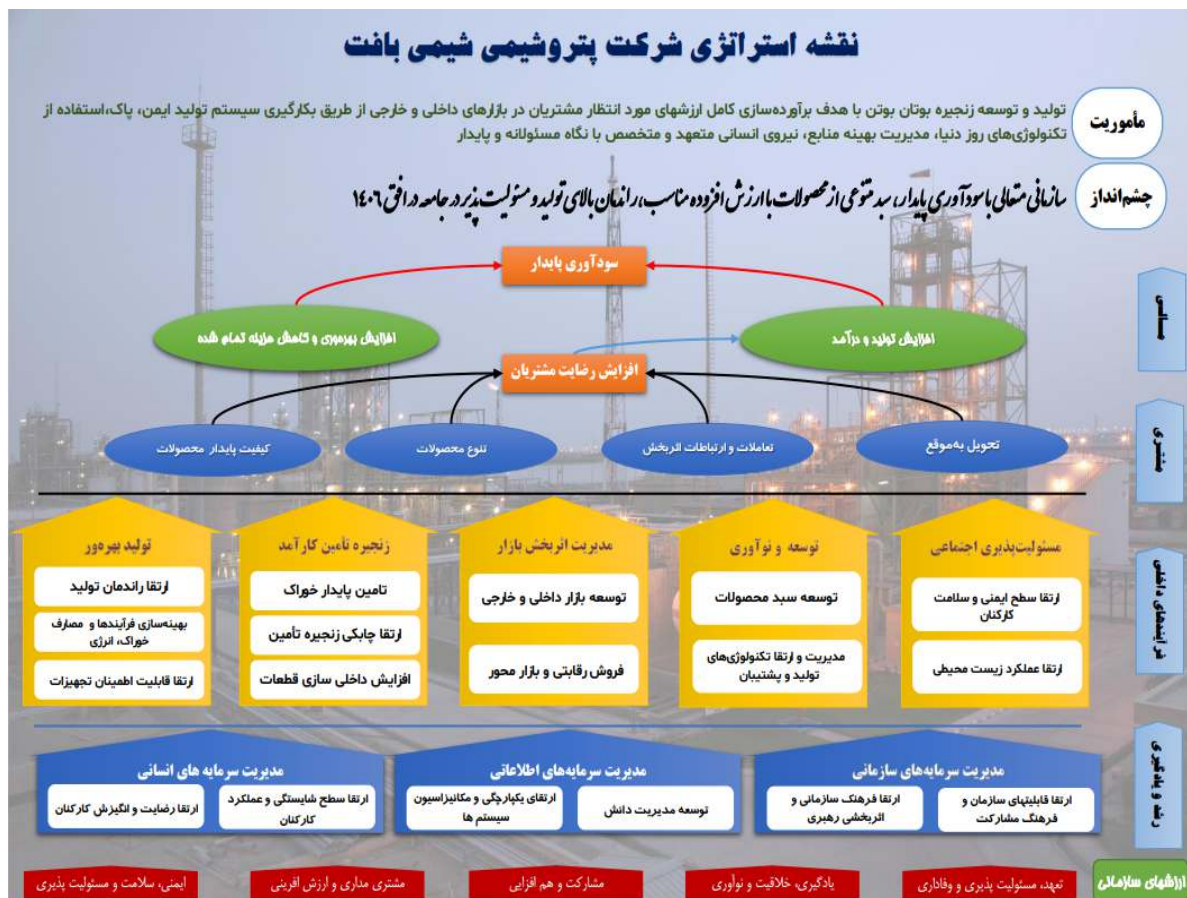 نقشه استراتژی شرکت پتروشیمی شیمی بافت
مأموریت
تولید و توسعه زنجیره بوتان بوتن با هدف برآورده‌سازی کامل ارزشهای مورد انتظار مشتریان در بازارهای داخلی و خارجی از طریق بکارگیری سیستم تولید ایمن، پاک،استفاده از
تکنولوژی‌های روز دنیا، مدیریت بهینه منابع، نیروی انسانی متعهد و متخصص با نگاه مسئولانه و پایدار
چشم‌انداز
سازمانی متعالی با سودآوری پایدار، سبد متنوعی از محصولات با ارزش افزوده مناسب، راندمان بالای تولید و مسئولیت پذیر در جامعه در افق ۱۴۰۶
مالی
سودآوری پایدار
افزایش تولید و درآمد
افزایش بهره‌وری و کاهش هزینه تمام شده
مشتری
افزایش رضایت مشتریان
تحویل به‌موقع
تعاملات و ارتباطات اثربخش
تنوع محصولات
کیفیت پایدار محصولات
فرآیندهای داخلی
مسئولیت‌پذیری اجتماعی
ارتقا سطح ایمنی و سلامت
کارکنان
ارتقا عملکرد زیست محیطی
توسعه و نوآوری
توسعه سبد محصولات
مدیریت و ارتقا تکنولوژی‌های
تولید و پشتیبان
مدیریت اثربخش بازار
توسعه بازار داخلی و خارجی
فروش رقابتی و بازار محور
زنجیره تأمین کارآمد
تامین پایدار خوراک
ارتقا چابکی زنجیره تأمین
افزایش داخلی سازی قطعات
تولید بهره‌ور
ارتقا راندمان تولید
بهینه‌سازی فرآیندها و مصارف
خوراک، انرژی
ارتقا قابلیت اطمینان تجهیزات
رشد و یادگیری
مدیریت سرمایه‌های سازمانی
ارتقا قابلیتهای سازمان و
فرهنگ مشارکت
ارتقا فرهنگ سازمانی و
اثربخشی رهبری
مدیریت سرمایه‌های اطلاعاتی
توسعه مدیریت دانش
ارتقای یکپارچگی و مکانیزاسیون
سیستم ها
مدیریت سرمایه های انسانی
ارتقا سطح شایستگی و عملکرد
کارکنان
ارتقا رضایت و انگیزش کارکنان
ارزشهای سازمانی
تعهد، مسئولیت پذیری و وفاداری
یادگیری، خلاقیت و نوآوری
مشارکت و هم افزایی
مشتری مداری و ارزش افرینی
ایمنی، سلامت و مسئولیت پذیری